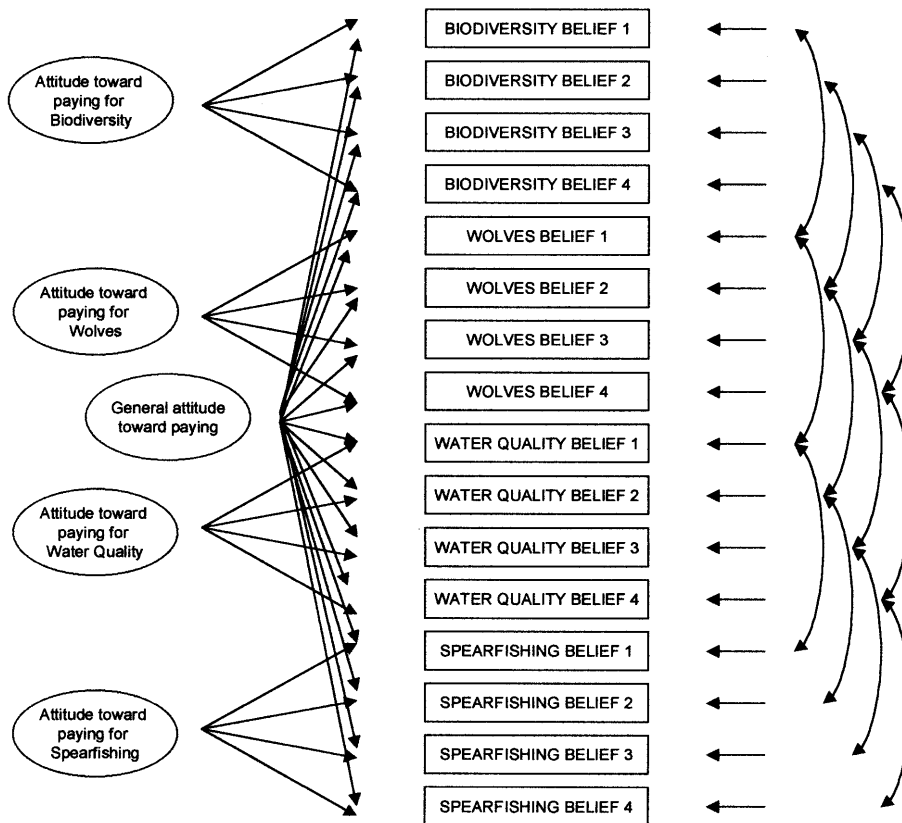 BIODIVERSITY BELIEF 1
BIODIVERSITY BELIEF 2
BIODIVERSITY BELIEF 3
BIODIVERSITY BELIEF 4
WOLVES BELIEF 1
WOLVES BELIEF 2
WOLVES BELIEF 3
WOLVES BELIEF 4
WATER QUALITY BELIEF 1
WATER QUALITY BELIEF 2
WATER QUALITY BELIEF 3
WATER QUALITY BELIEF 4
SPEARFISHING BELIEF 1
SPEARFISHING BELIEF 2
SPEARFISHING BELIEF 3
SPEARFISHING BELIEF 4
Attitude toward
paying for
Biodiversity
Attitude toward
paying for
Wolves
General attitude
toward paying
Attitude toward
paying for
Water Quality
Attitude toward
paying for
Spearfishing